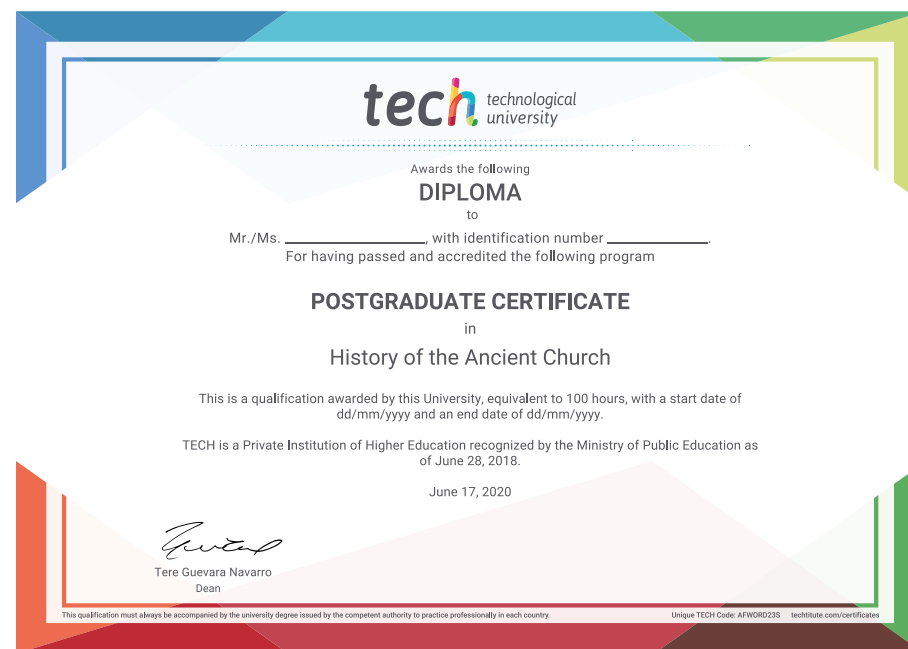 tech technological
university
Awards the following
DIPLOMA
to
Mr./Ms. ____________________, with identification number ______________.
For having passed and accredited the following program
POSTGRADUATE CERTIFICATE
in
History of the Ancient Church
This is a qualification awarded by this University, equivalent to 100 hours, with a start date of
dd/mm/yyyy and an end date of dd/mm/yyyy.
TECH is a Private Institution of Higher Education recognized by the Ministry of Public Education as
of June 28, 2018.
June 17, 2020
Tere Guevara Navarro
Dean
This qualification must always be accompanied by the university degree issued by the competent authority to practice professionally in each country. Unique TECH Code: AFWORD23S techtitute.com/certificates